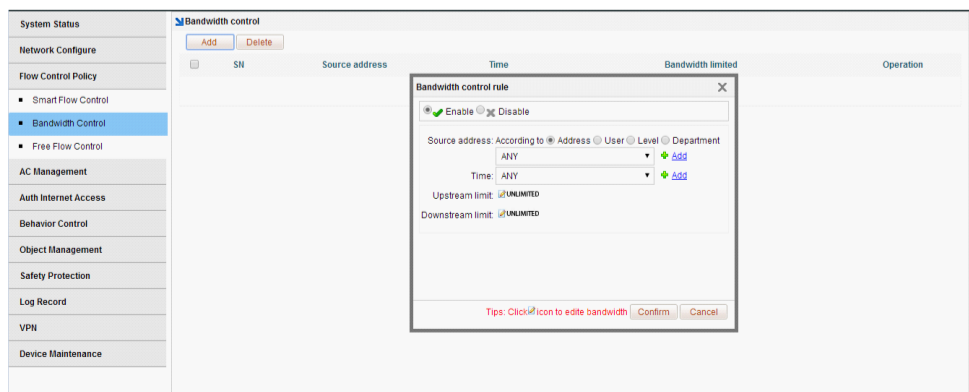 System Status
Network Configure
Flow Control Policy
Smart Flow Control
Bandwidth Control
Free Flow Control
AC Management
Auth Internet Access
Behavior Control
Object Management
Safety Protection
Log Record
VPN
Device Maintenance
Bandwidth control
Add Delete
SN Source address Time Bandwidth limited Operation
Bandwidth control rule
Enable Disable
Source address: According to Address User Level Department
ANY Add
Time: ANY Add
Upstream limit: UNLIMITED
Downstream limit: UNLIMITED
Tips: Click icon to edite bandwidth Confirm Cancel